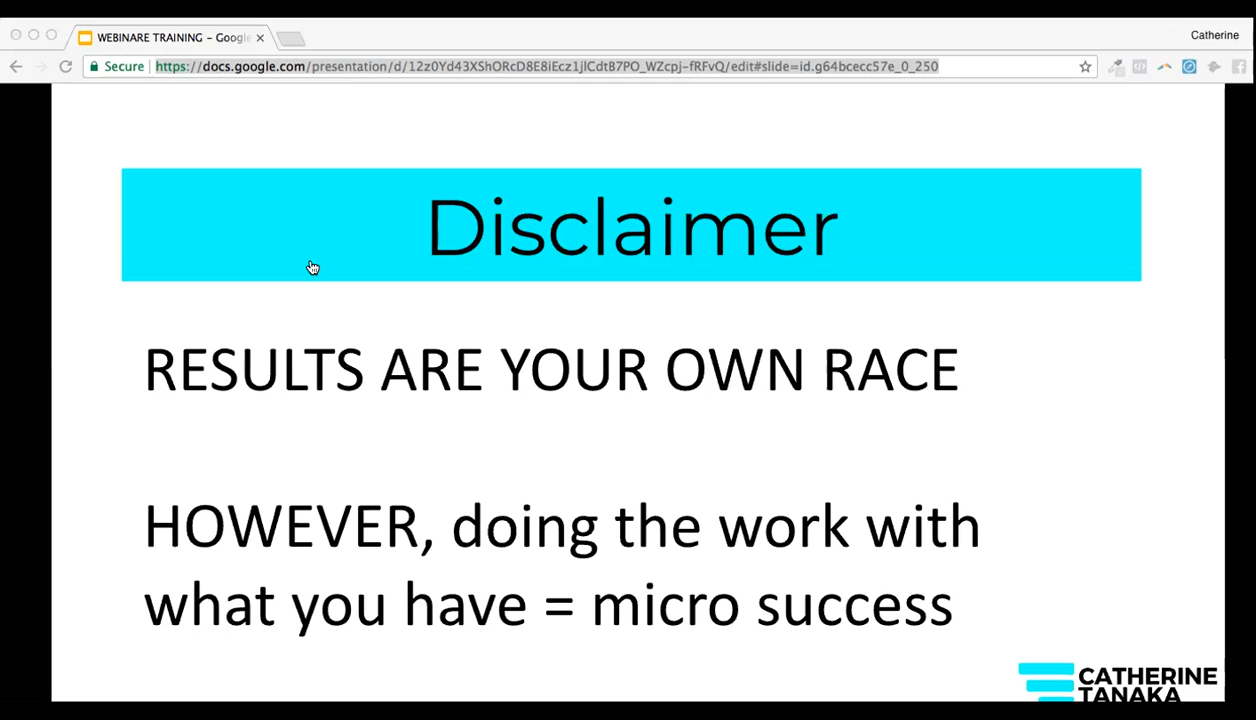 WEBINARE TRAINING – Google
Catherine
Secure
https://docs.google.com/presentation/d/12z0Yd43XShORcD8E8iEcz1jlCdtB7PO_WZcpj-fRFvQ/edit#slide=id.g64bcecc57e_0_250
Disclaimer
RESULTS ARE YOUR OWN RACE
HOWEVER, doing the work with
what you have = micro success
CATHERINE
TANAKA